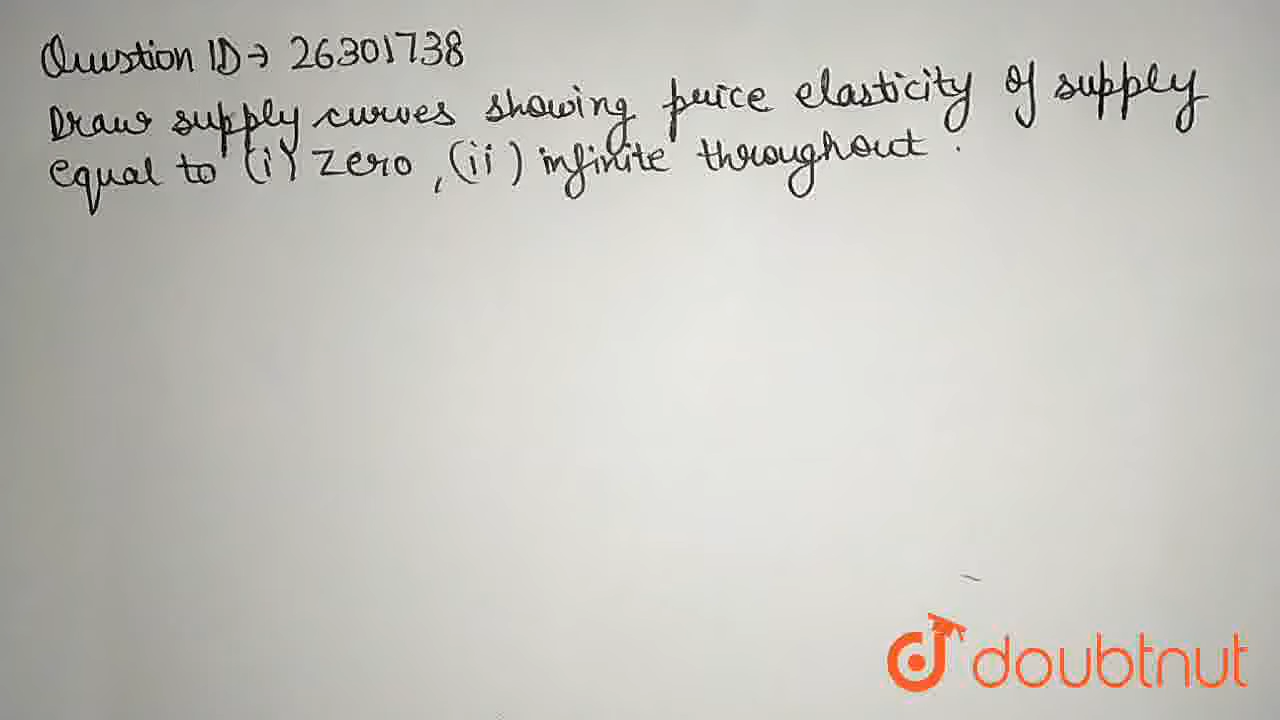 Question ID → 26301738
Draw supply curves showing price elasticity of supply
equal to (i) zero, (ii) infinite throughout.
doubtnut